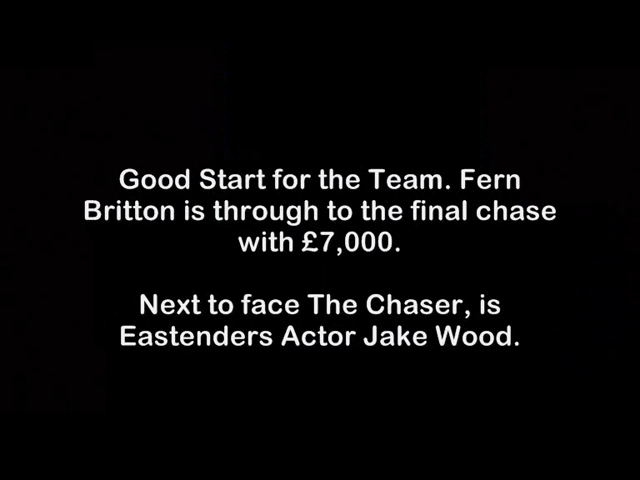 Good Start for the Team. Fern
Britton is through to the final chase
with £7,000.
Next to face The Chaser, is
Eastenders Actor Jake Wood.